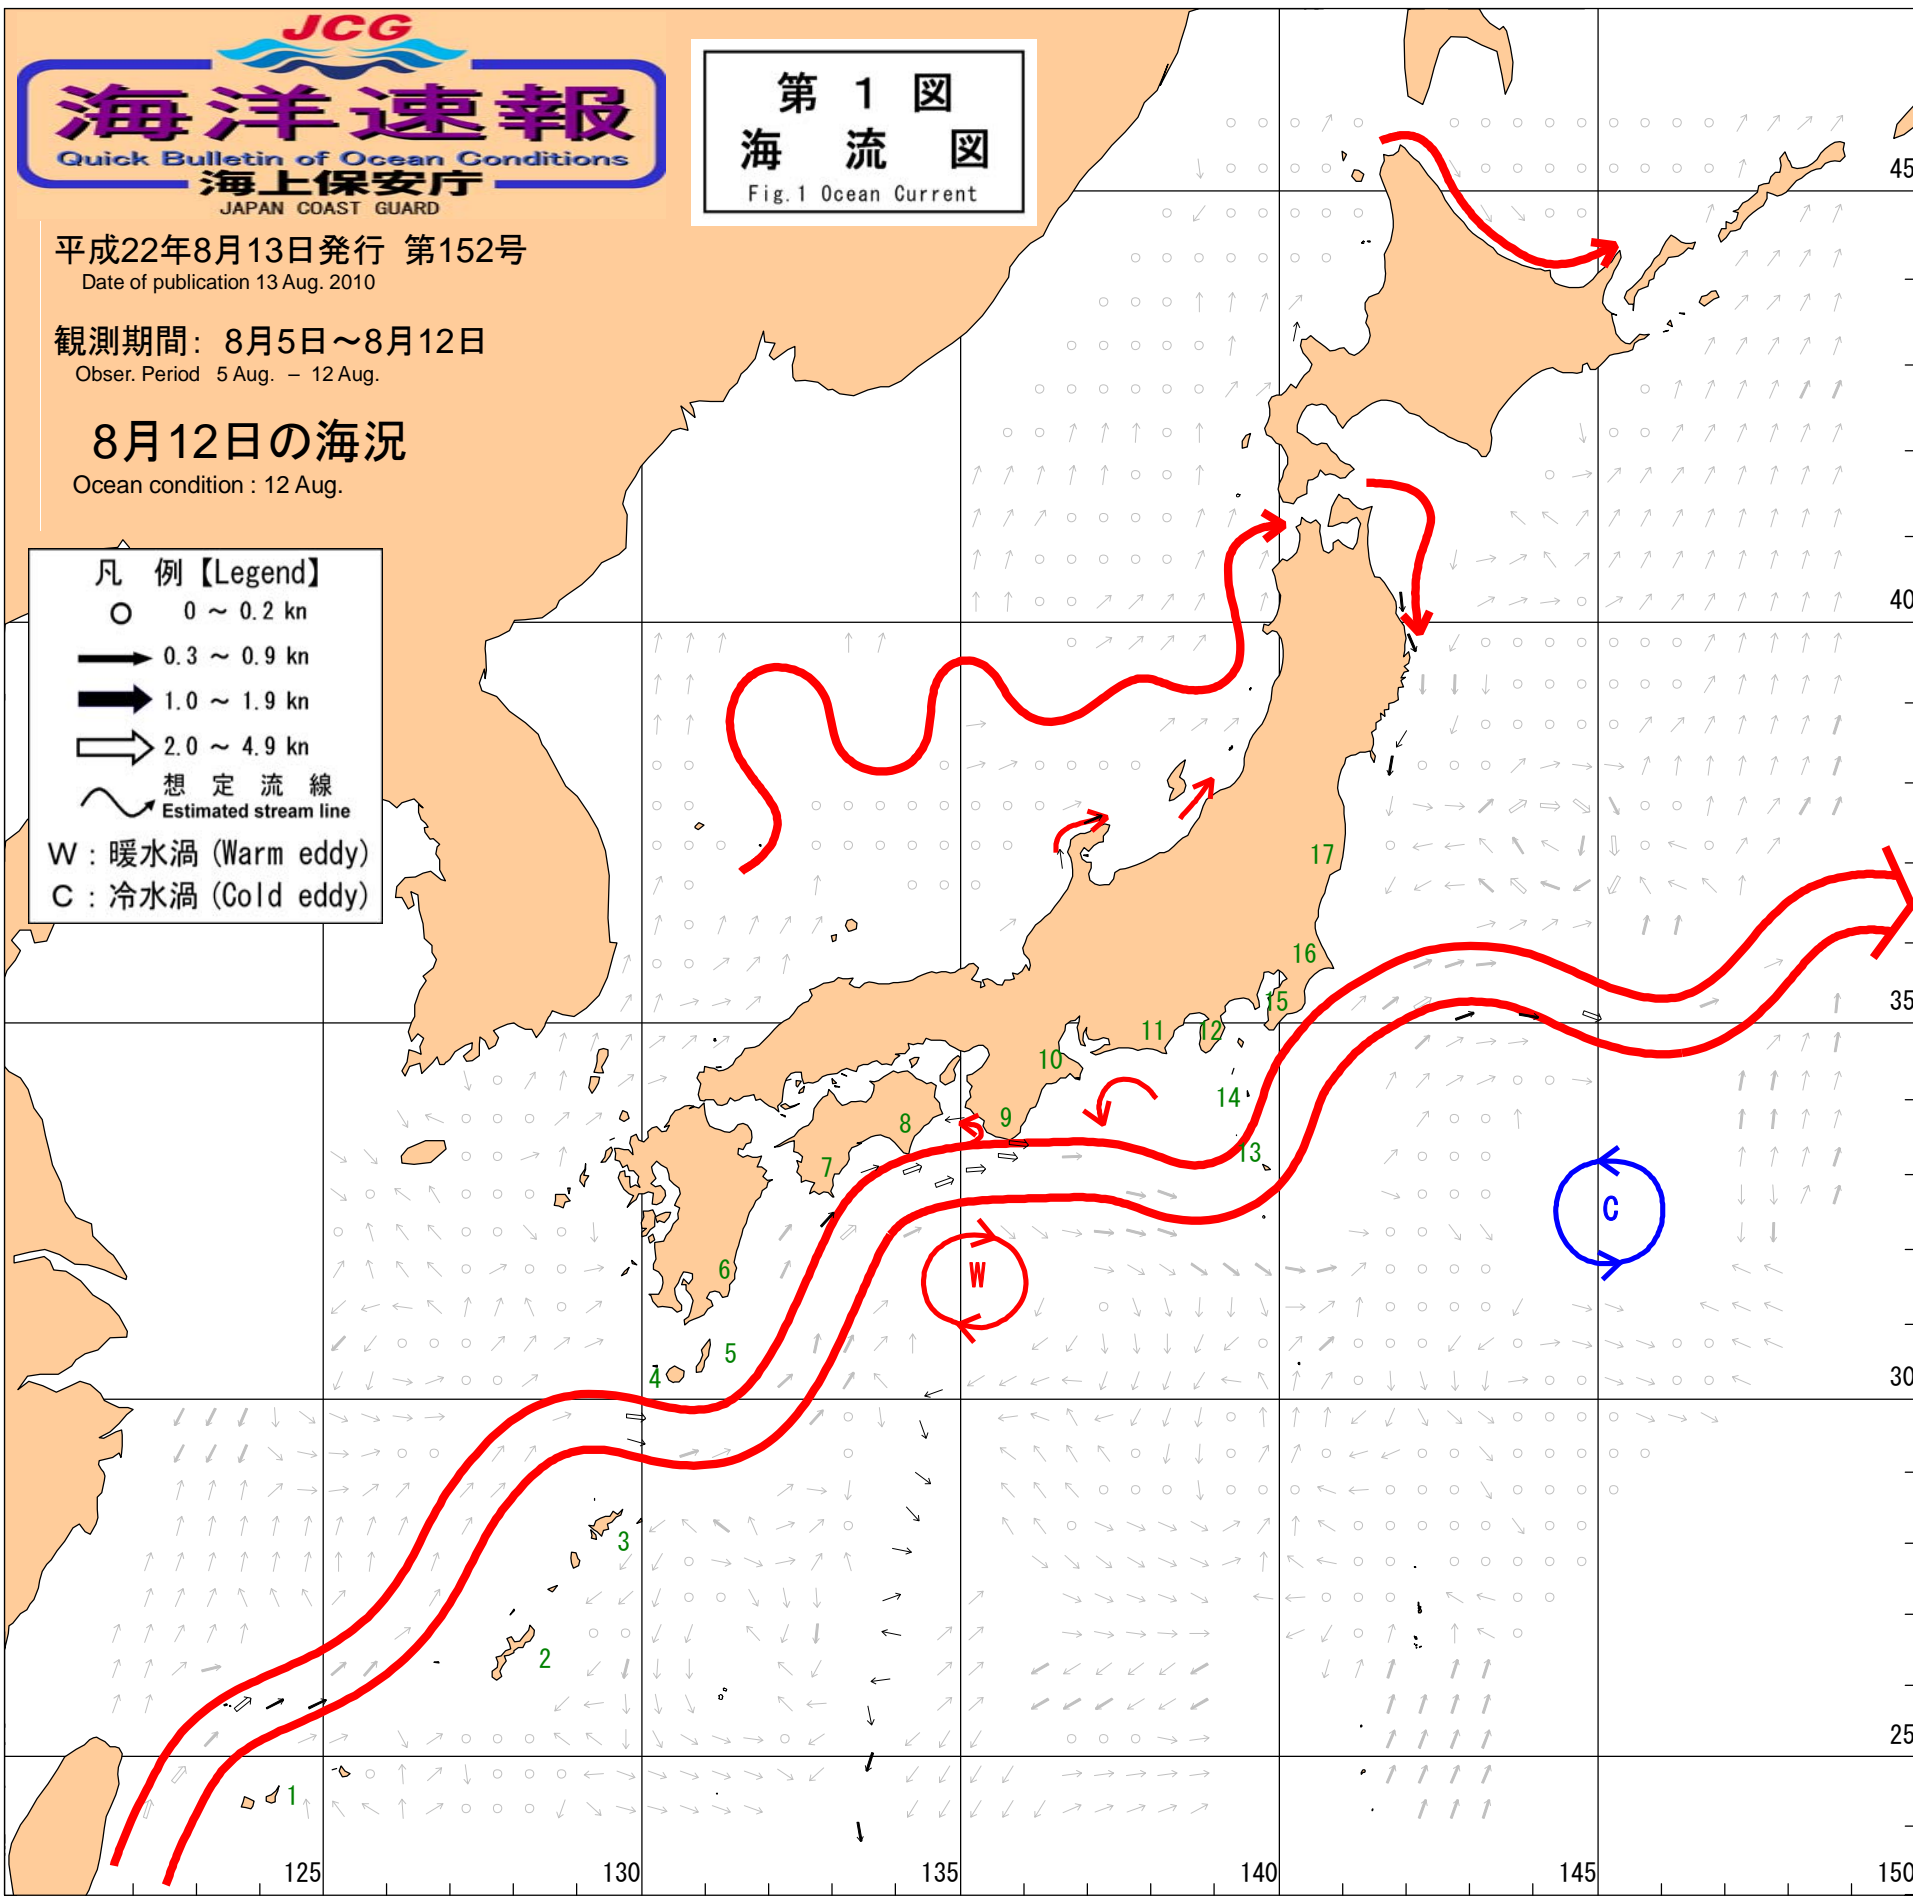 JCG
海洋速報
Quick Bulletin of Ocean Conditions
海上保安庁
JAPAN COAST GUARD
第 1 図
海 流 図
Fig.1 Ocean Current
平成22年8月13日発行 第152号
Date of publication 13 Aug. 2010
観測期間: 8月5日～8月12日
Obser. Period 5 Aug. – 12 Aug.
8月12日の海況
Ocean condition : 12 Aug.
凡 例【Legend】
0 ～ 0.2 kn
0.3 ～ 0.9 kn
1.0 ～ 1.9 kn
2.0 ～ 4.9 kn
想 定 流 線
Estimated stream line
W : 暖水渦 (Warm eddy)
C : 冷水渦 (Cold eddy)
45
40
17
16
35
15
11
12
10
14
8
9
13
7
C
6
W
5
4
30
3
2
25
1
125
130
135
140
145
150